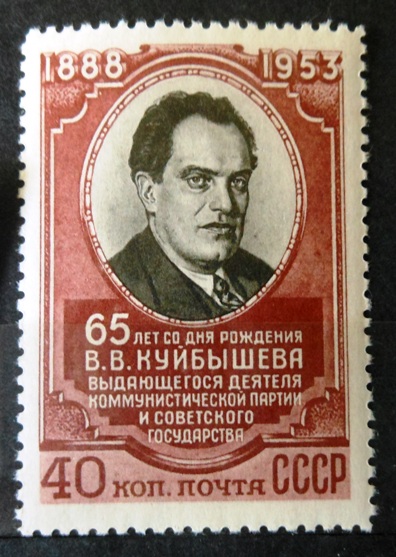 1888 1953
65 ЛЕТ СО ДНЯ РОЖДЕНИЯ
В.В.КУЙБЫШЕВА
ВЫДАЮЩЕГОСЯ ДЕЯТЕЛЯ
КОММУНИСТИЧЕСКОЙ ПАРТИИ
И СОВЕТСКОГО
ГОСУДАРСТВА
40 КОП. ПОЧТА СССР